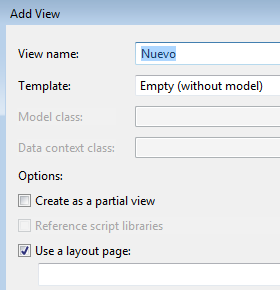 Add View
View name: Nuevo
Template: Empty (without model)
Model class:
Data context class:
Options:
Create as a partial view
Reference script libraries
Use a layout page: